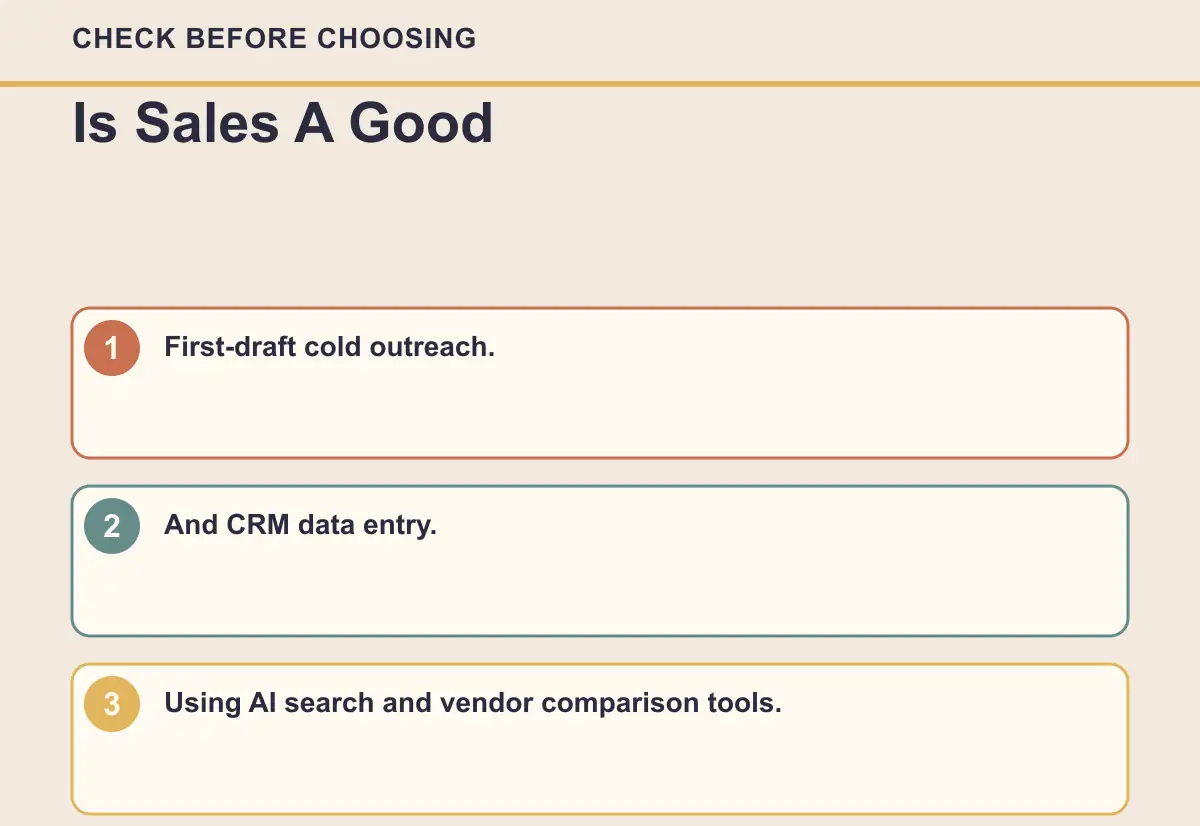 CHECK BEFORE CHOOSING
Is Sales A Good
1 First-draft cold outreach.
2 And CRM data entry.
3 Using AI search and vendor comparison tools.